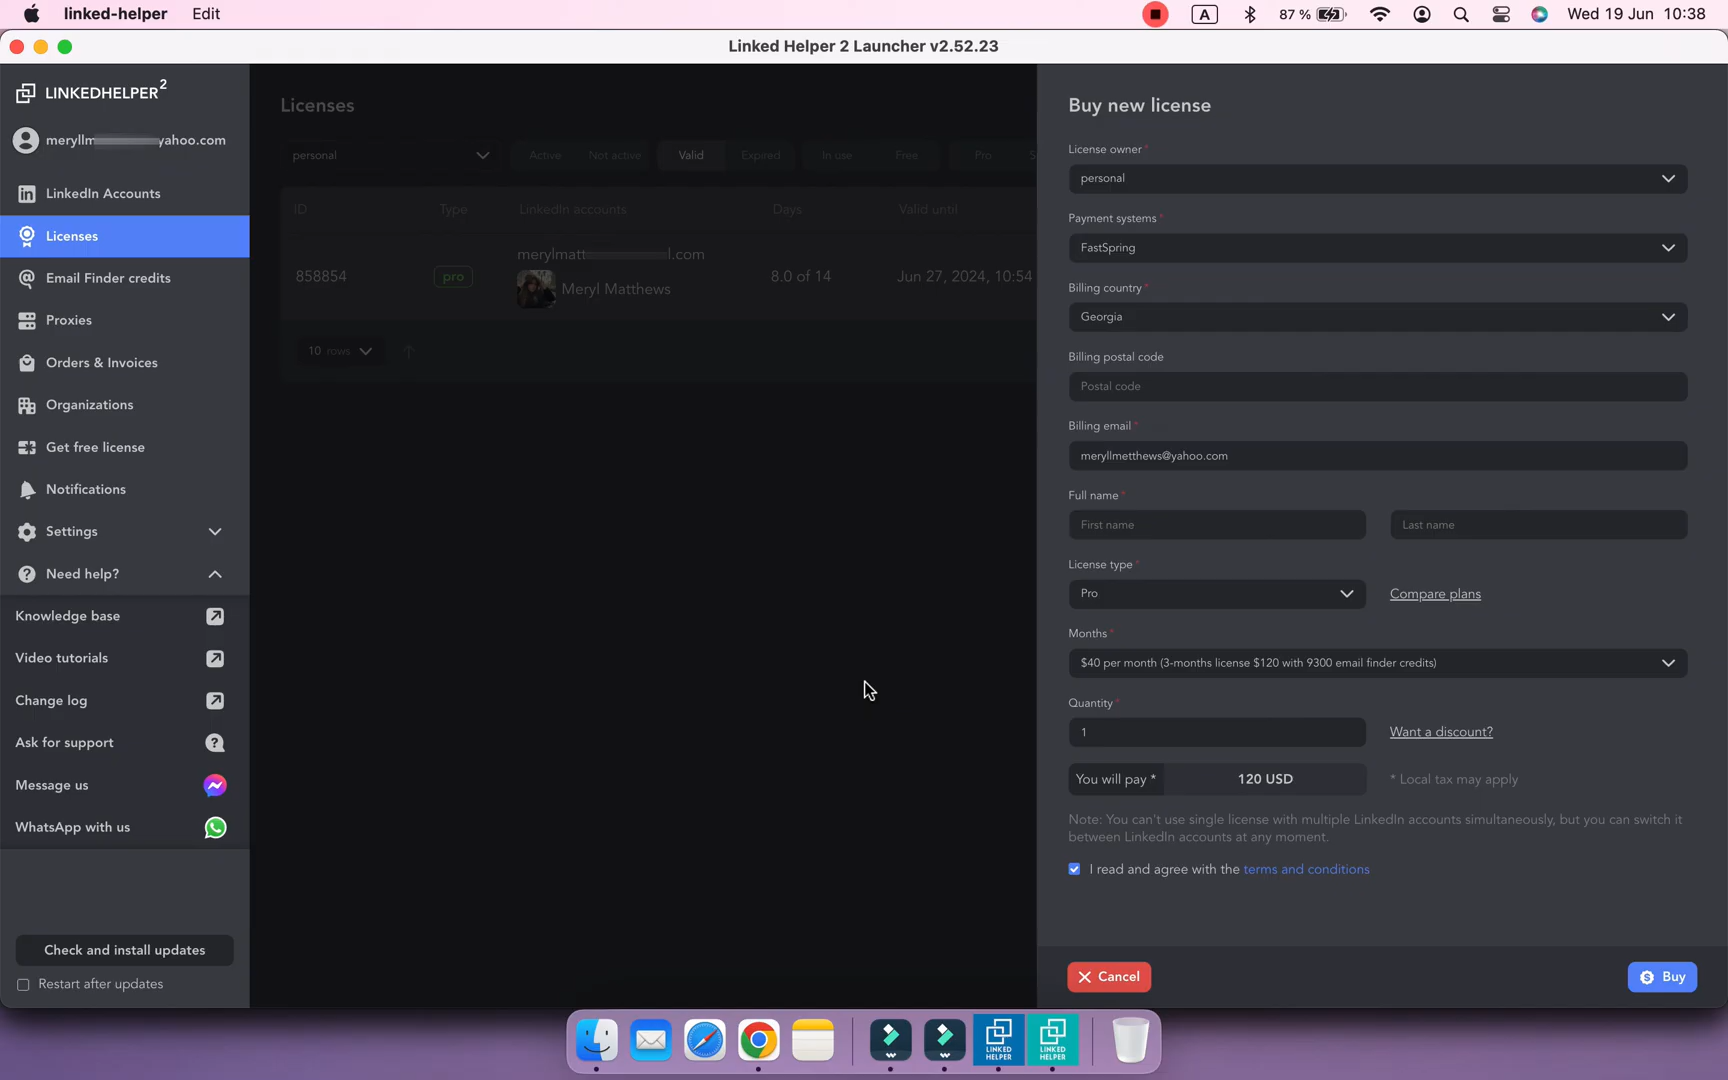 linked-helper Edit A 87 % Wed 19 Jun 10:38
Linked Helper 2 Launcher v2.52.23
LINKEDHELPER2
meryllm yahoo.com
LinkedIn Accounts
Licenses
Email Finder credits
Proxies
Orders & Invoices
Organizations
Get free license
Notifications
Settings
Need help?
Knowledge base
Video tutorials
Change log
Ask for support
Message us
WhatsApp with us
Check and install updates
Restart after updates
Licenses
personal Active Not active Valid Expired In use Free Pro S
ID Type LinkedIn accounts Days Valid until
merylmatt l.com
858854 pro Meryl Matthews 8.0 of 14 Jun 27, 2024, 10:54
10 rows
Buy new license
License owner *
personal
Payment systems *
FastSpring
Billing country *
Georgia
Billing postal code
Postal code
Billing email *
meryllmetthews@yahoo.com
Full name *
First name Last name
License type *
Pro Compare plans
Months *
$40 per month (3-months license $120 with 9300 email finder credits)
Quantity *
1 Want a discount?
You will pay * 120 USD * Local tax may apply
Note: You can't use single license with multiple LinkedIn accounts simultaneously, but you can switch it
between LinkedIn accounts at any moment.
I read and agree with the terms and conditions
Cancel Buy
LINKED LINKED
HELPER HELPER